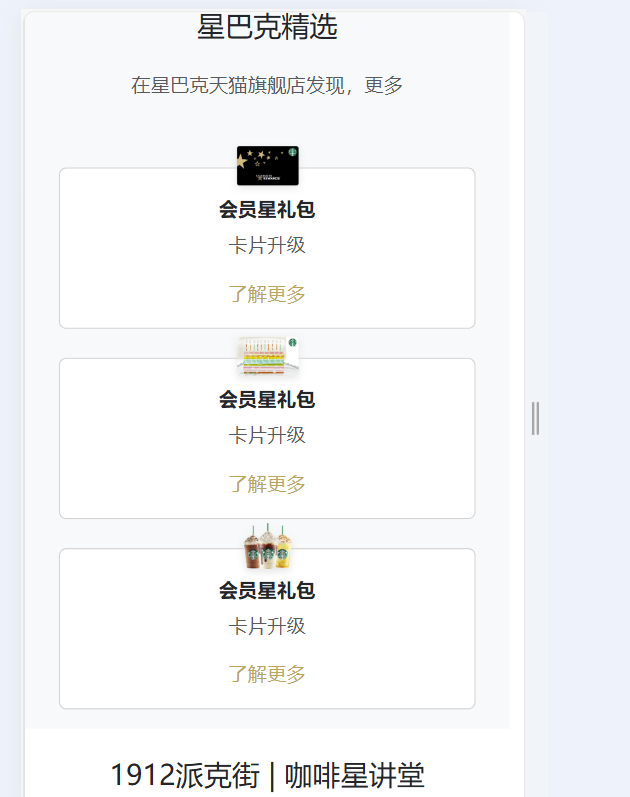 星巴克精选
在星巴克天猫旗舰店发现，更多
会员星礼包
卡片升级
了解更多
会员星礼包
卡片升级
了解更多
会员星礼包
卡片升级
了解更多
1912派克街 | 咖啡星讲堂